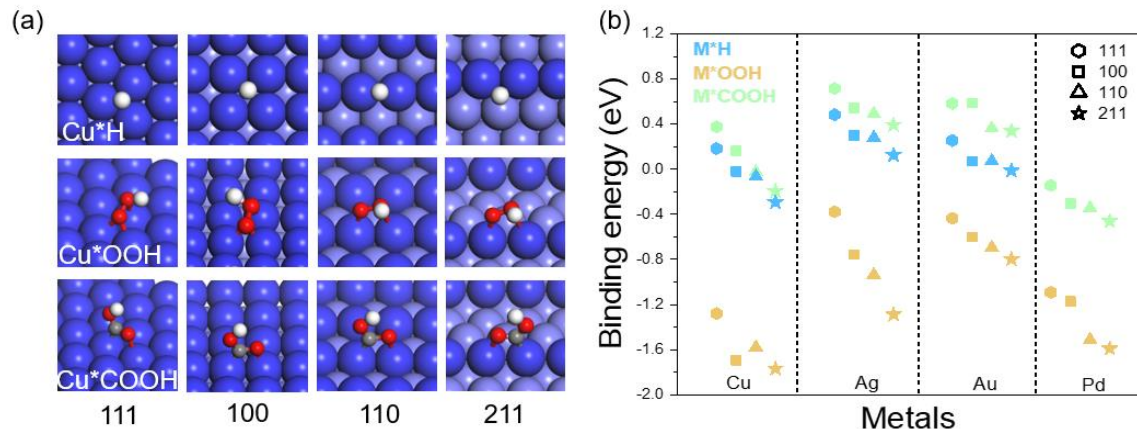 (a)
Cu*H
Cu*OOH
Cu*COOH
111 100 110 211
(b)
Binding energy (eV)
1.2
0.8
0.4
0.0
-0.4
-0.8
-1.2
-1.6
-2.0
M*H
M*OOH
M*COOH
111
100
110
211
Cu Ag Au Pd
Metals